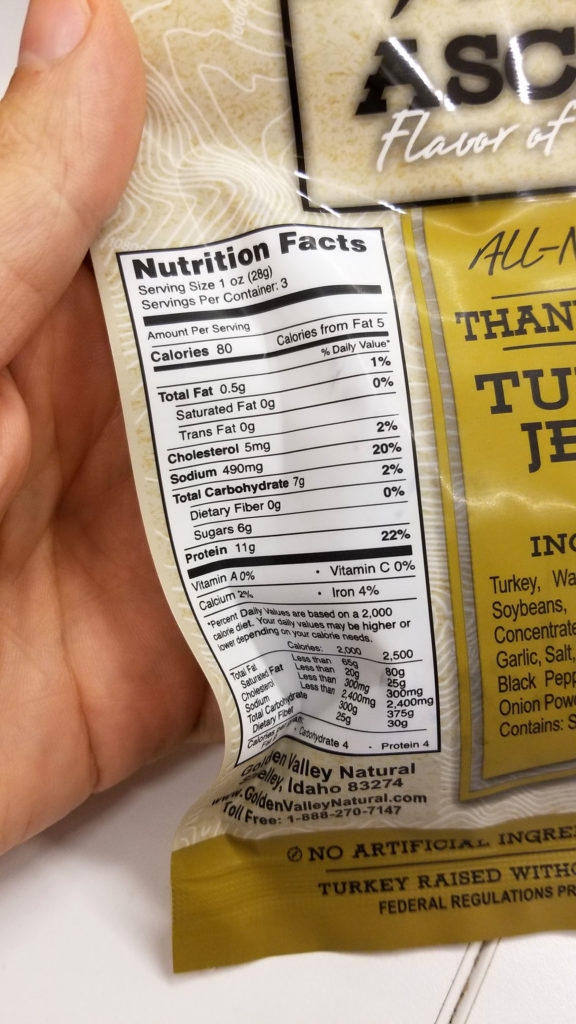 ASC
Flavor of
Nutrition Facts
Serving Size 1 oz (28g)
Servings Per Container: 3
Amount Per Serving
Calories 80 Calories from Fat 5
% Daily Value*
Total Fat 0.5g 1%
Saturated Fat 0g 0%
Trans Fat 0g
Cholesterol 5mg 2%
Sodium 490mg 20%
Total Carbohydrate 7g 2%
Dietary Fiber 0g 0%
Sugars 6g
Protein 11g 22%
Vitamin A 0% • Vitamin C 0%
Calcium 2% • Iron 4%
*Percent Daily Values are based on a 2,000
calorie diet. Your daily values may be higher or
lower depending on your calorie needs.
Calories: 2,000 2,500
Total Fat Less than 65g 80g
Saturated Fat Less than 20g 25g
Cholesterol Less than 300mg 300mg
Sodium Less than 2,400mg 2,400mg
Total Carbohydrate 300g 375g
Dietary Fiber 25g 30g
Calories
• Carbohydrate 4 • Protein 4
Golden Valley Natural
Shelley, Idaho 83274
www.GoldenValleyNatural.com
Toll Free: 1-888-270-7147
ALL-N
THAN
TU
JE
ING
Turkey, Wa
Soybeans,
Concentrate
Garlic, Salt,
Black Pepp
Onion Powd
Contains: S
NO ARTIFICIAL INGRE
TURKEY RAISED WITHO
FEDERAL REGULATIONS PR